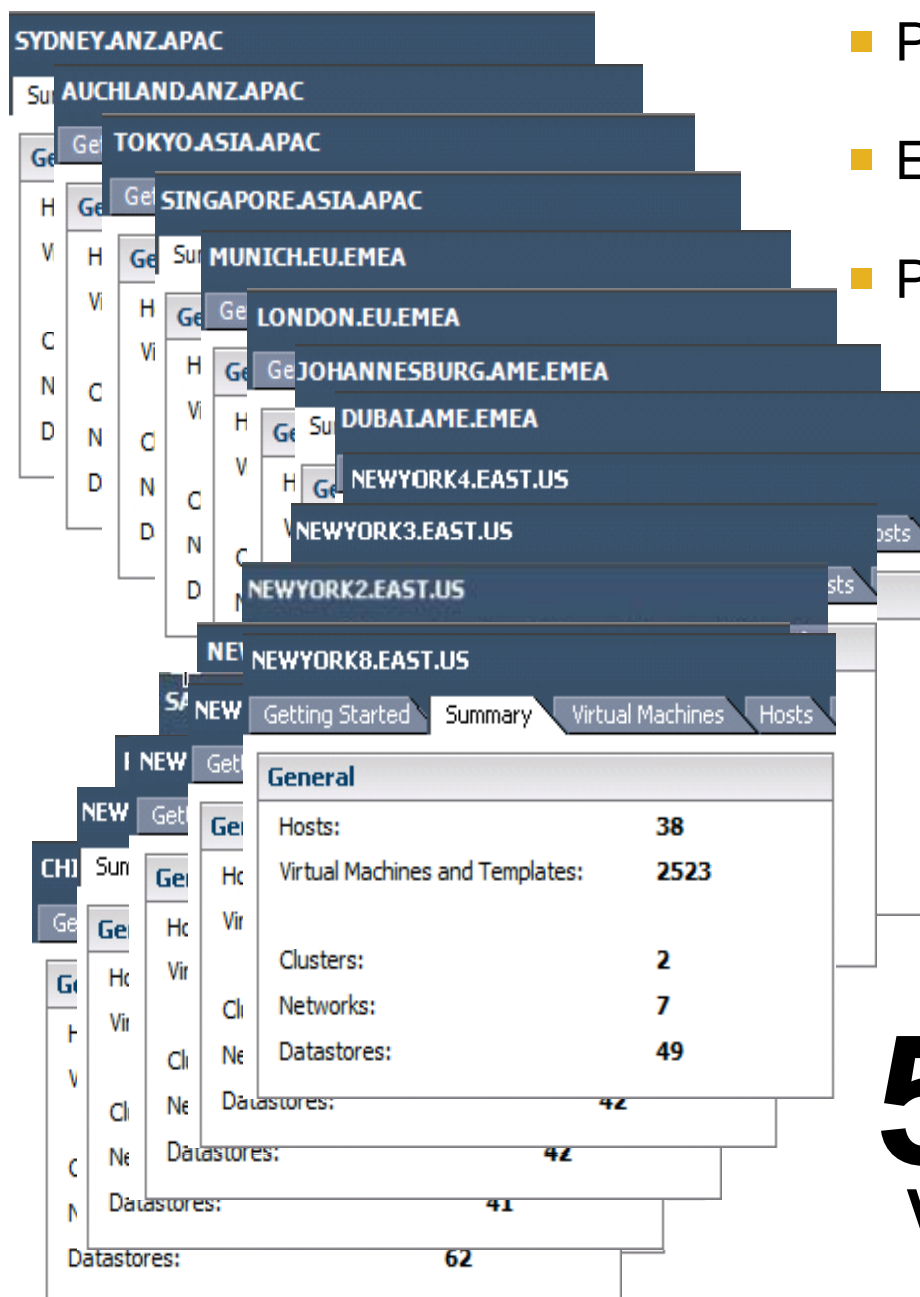 SYDNEY.ANZ.APAC
AUCHLAND.ANZ.APAC
TOKYO.ASIA.APAC
SINGAPORE.ASIA.APAC
MUNICH.EU.EMEA
LONDON.EU.EMEA
JOHANNESBURG.AME.EMEA
DUBAI.AME.EMEA
NEWYORK4.EAST.US
NEWYORK3.EAST.US
NEWYORK2.EAST.US
NEWYORK8.EAST.US
Getting Started Summary Virtual Machines Hosts
General
Hosts: 38
Virtual Machines and Templates: 2523
Clusters: 2
Networks: 7
Datastores: 49
Datastores: 42
Datastores: 42
Datastores: 41
Datastores: 62